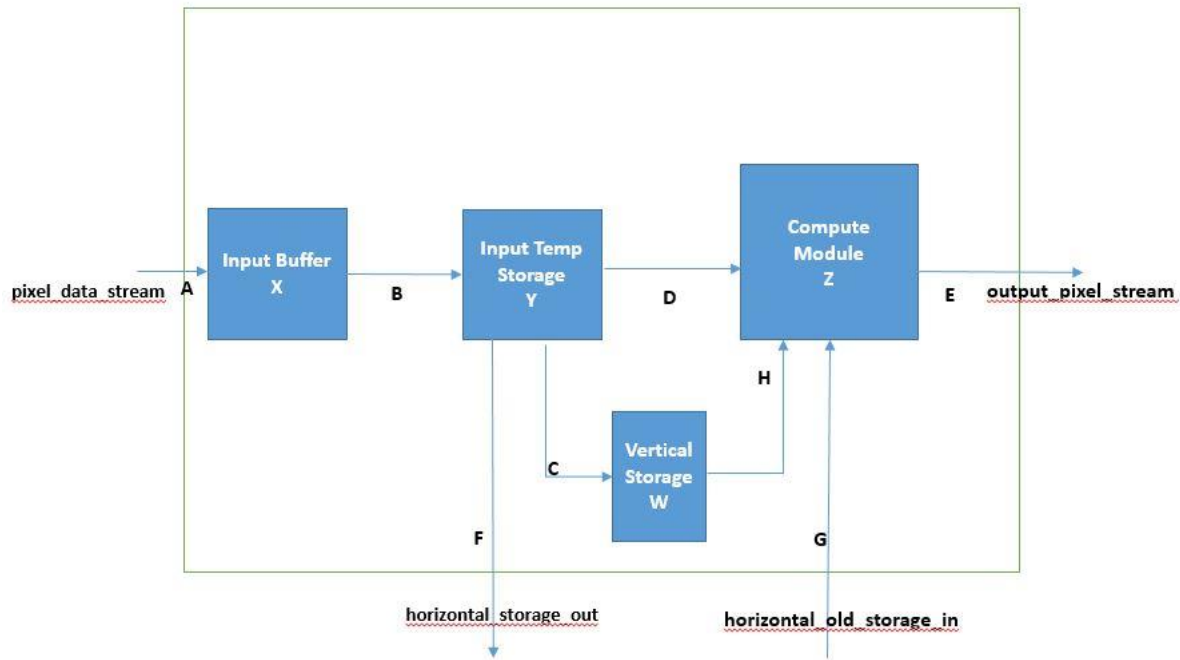 Input Buffer
X
Input Temp
Storage
Y
Compute
Module
Z
pixel_data_stream
A
B
D
E
output_pixel_stream
H
Vertical
Storage
W
C
F
G
horizontal_storage_out
horizontal_old_storage_in